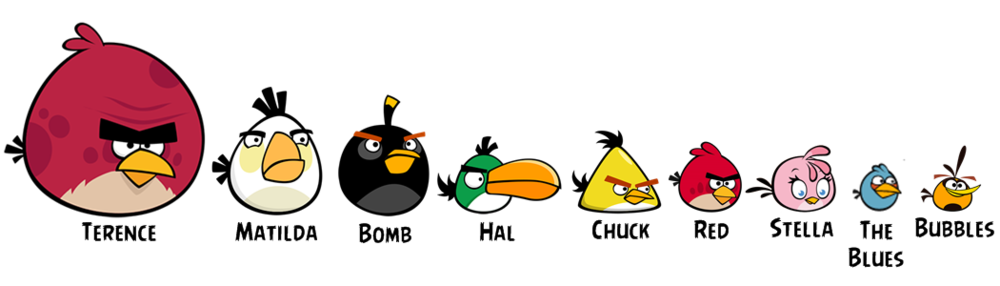 Terence
Matilda
Bomb
Hal
Chuck
Red
Stella
The
Blues
Bubbles